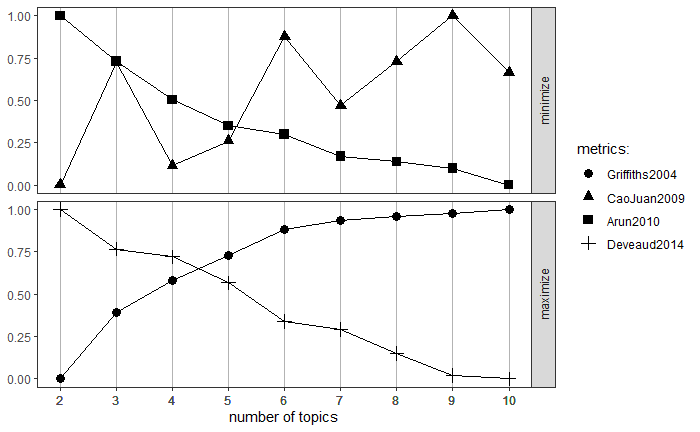 1.00
0.75
0.50
0.25
0.00
minimize
1.00
0.75
0.50
0.25
0.00
maximize
2 3 4 5 6 7 8 9 10
number of topics
metrics:
Griffiths2004
CaoJuan2009
Arun2010
Deveaud2014